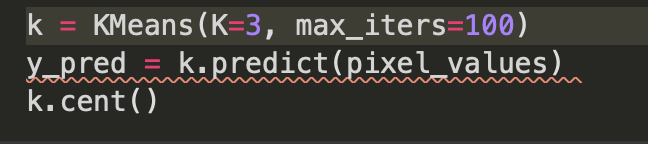 k = KMeans(K=3, max_iters=100)
y_pred = k.predict(pixel_values)
k.cent()